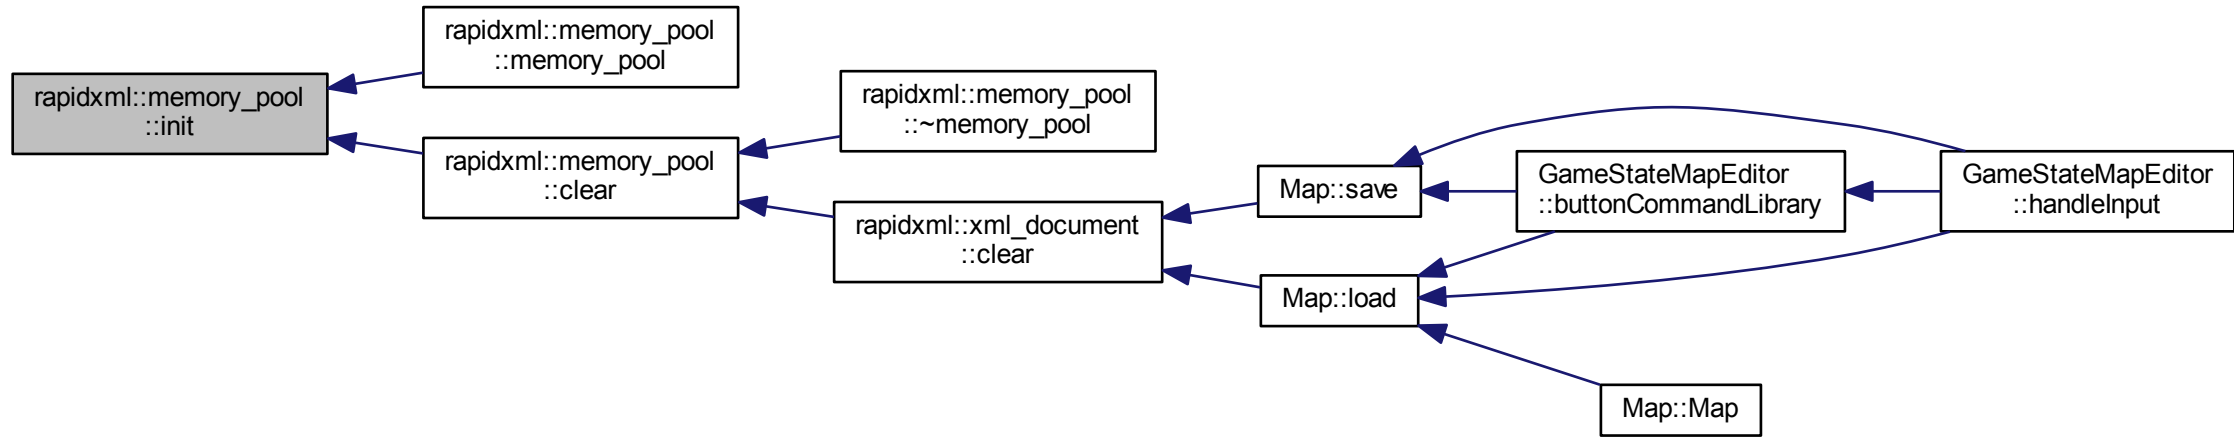 rapidxml::memory_pool
::init
rapidxml::memory_pool
::memory_pool
rapidxml::memory_pool
::clear
rapidxml::memory_pool
::~memory_pool
rapidxml::xml_document
::clear
Map::save
Map::load
GameStateMapEditor
::buttonCommandLibrary
GameStateMapEditor
::handleInput
Map::Map